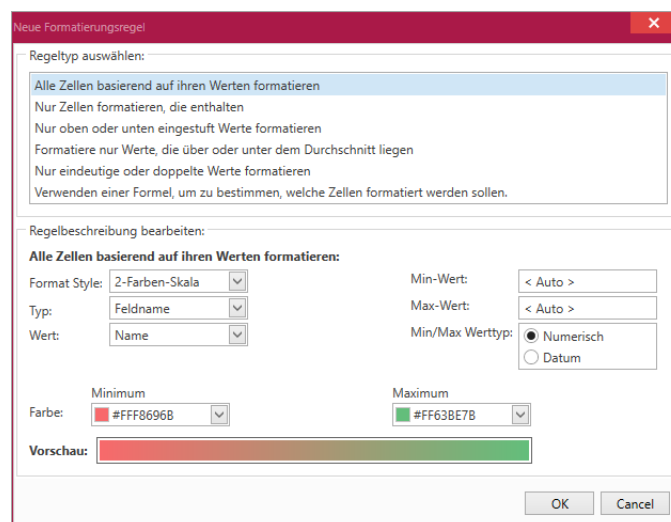 Neue Formatierungsregel
Regeltyp auswählen:
Alle Zellen basierend auf ihren Werten formatieren
Nur Zellen formatieren, die enthalten
Nur oben oder unten eingestuft Werte formatieren
Formatiere nur Werte, die über oder unter dem Durchschnitt liegen
Nur eindeutige oder doppelte Werte formatieren
Verwenden einer Formel, um zu bestimmen, welche Zellen formatiert werden sollen.
Regelbeschreibung bearbeiten:
Alle Zellen basierend auf ihren Werten formatieren:
Format Style: 2-Farben-Skala Min-Wert: < Auto >
Typ: Feldname Max-Wert: < Auto >
Wert: Name Min/Max Werttyp: Numerisch
Datum
Minimum Maximum
Farbe: #FFF8696B #FF63BE7B
Vorschau:
OK Cancel